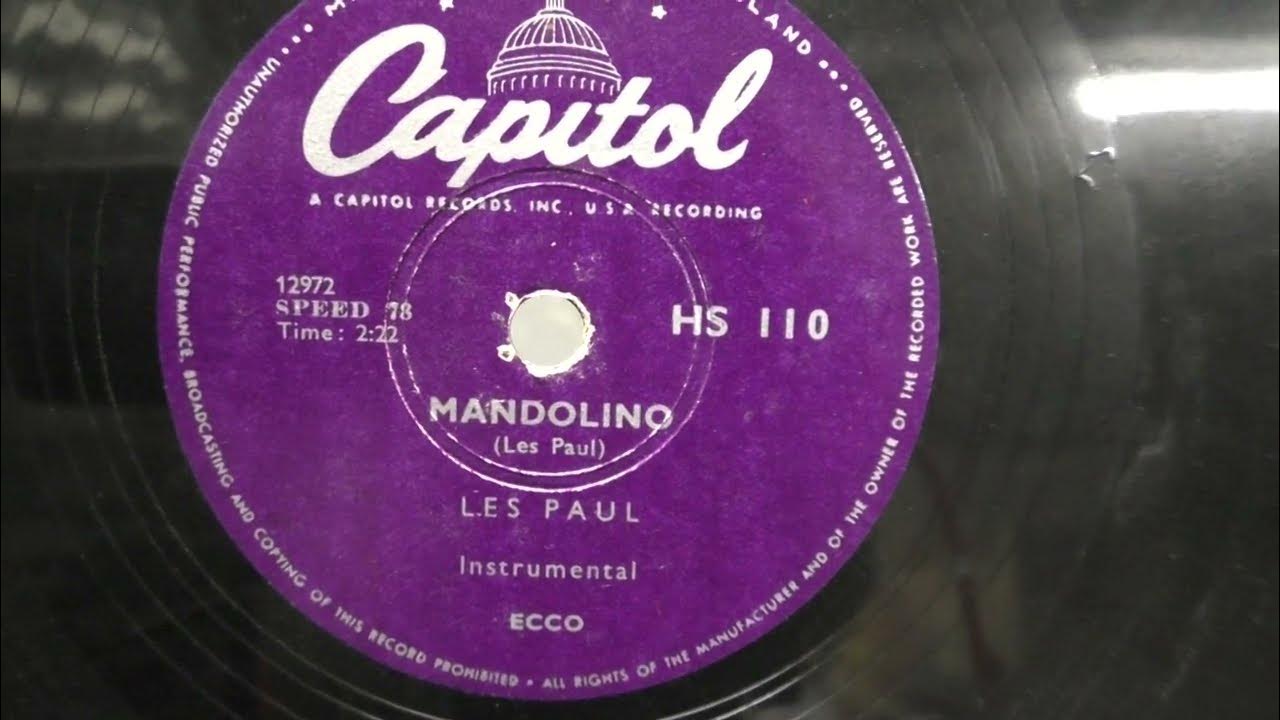 Capitol
A CAPITOL RECORDS, INC., U.S.A. RECORDING
12972
SPEED 78
Time: 2:22
HS 110
MANDOLINO
(Les Paul)
LES PAUL
Instrumental
ECCO
UNAUTHORIZED PUBLIC PERFORMANCE, BROADCASTING AND COPYING OF THIS RECORD PROHIBITED • ALL RIGHTS OF THE MANUFACTURER AND OF THE OWNER OF THE RECORDED WORK ARE RESERVED